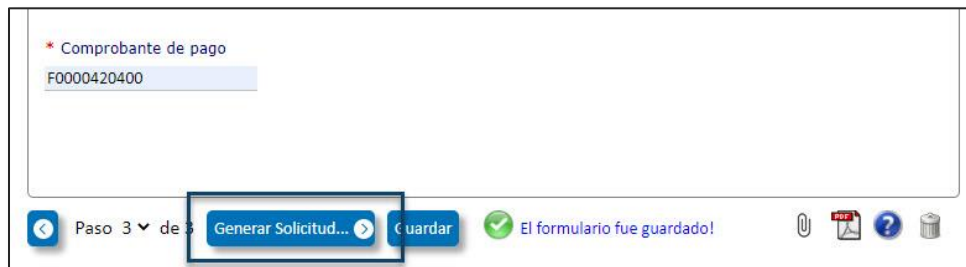 * Comprobante de pago
F0000420400
Paso 3 de 3 Generar Solicitud... Guardar El formulario fue guardado! PDF ?